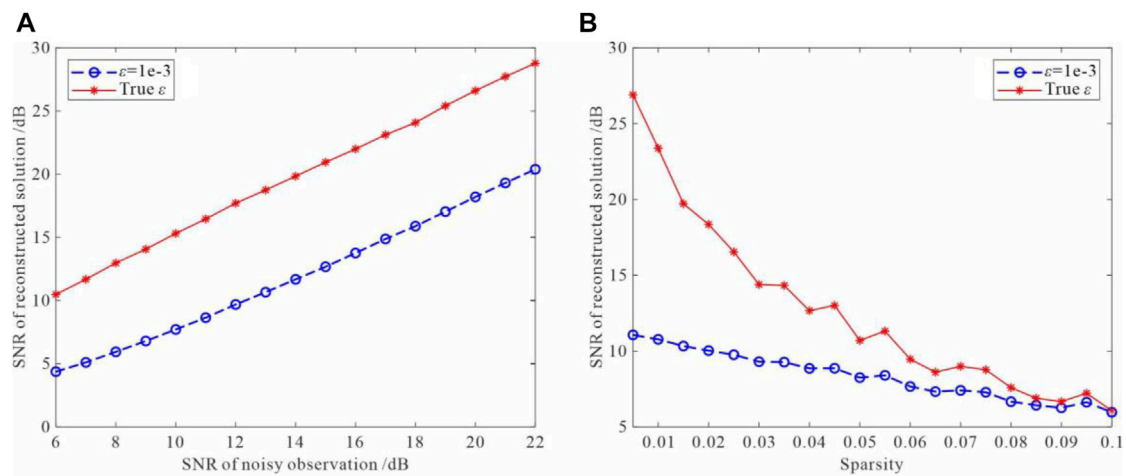 A
B
30
25
20
15
10
5
0
6 8 10 12 14 16 18 20 22
SNR of noisy observation /dB
SNR of reconstructed solution /dB
ε=1e-3
True ε
30
25
20
15
10
5
0.01 0.02 0.03 0.04 0.05 0.06 0.07 0.08 0.09 0.1
Sparsity
SNR of reconstructed solution /dB
ε=1e-3
True ε